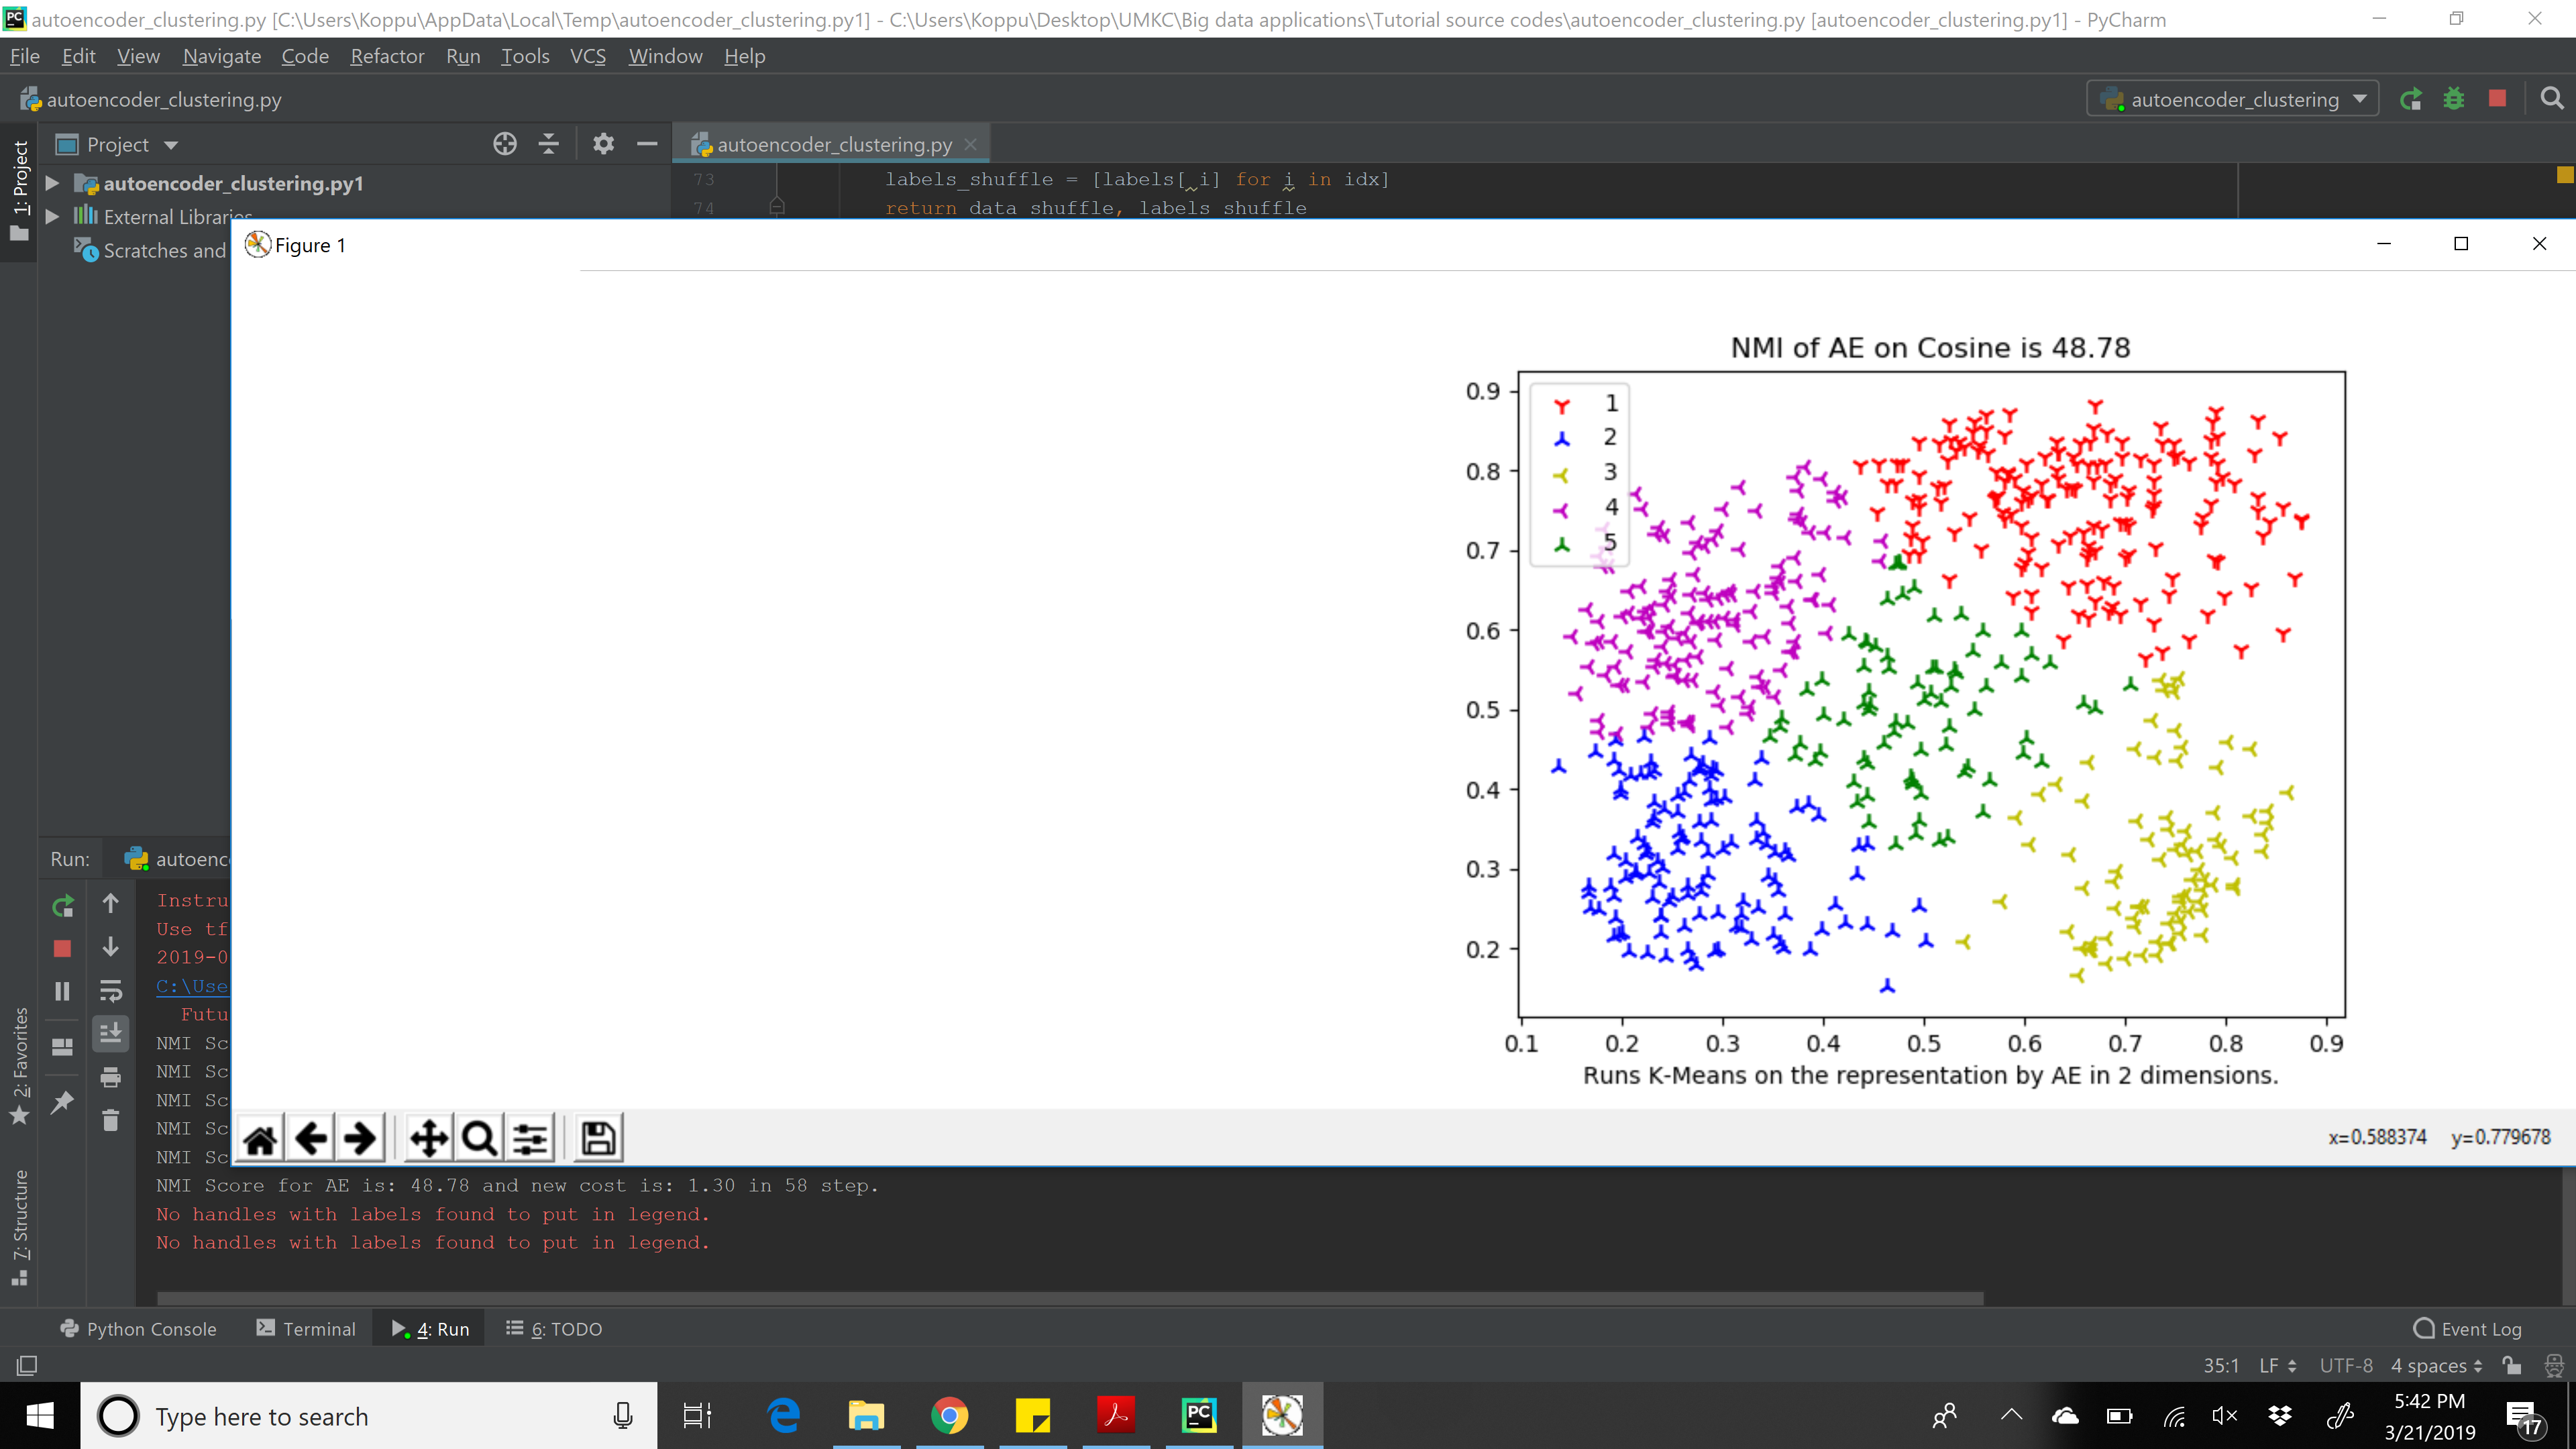 autoencoder_clustering.py [C:\Users\Koppu\AppData\Local\Temp\autoencoder_clustering.py1] - C:\Users\Koppu\Desktop\UMKC\Big data applications\Tutorial source codes\autoencoder_clustering.py [autoencoder_clustering.py1] - PyCharm
File Edit View Navigate Code Refactor Run Tools VCS Window Help
autoencoder_clustering.py
autoencoder_clustering
1: Project
Project
autoencoder_clustering.py
autoencoder_clustering.py1
External Libraries
Scratches and
73 labels_shuffle = [labels[ i] for i in idx]
74 return data shuffle, labels shuffle
Figure 1
NMI of AE on Cosine is 48.78
1
2
3
4
5
0.9
0.8
0.7
0.6
0.5
0.4
0.3
0.2
0.1 0.2 0.3 0.4 0.5 0.6 0.7 0.8 0.9
Runs K-Means on the representation by AE in 2 dimensions.
x=0.588374 y=0.779678
Run: autoenc
Instru
Use tf
2019-0
C:\Use
Futu
NMI Sc
NMI Sc
NMI Sc
NMI Sc
NMI Sc
NMI Score for AE is: 48.78 and new cost is: 1.30 in 58 step.
No handles with labels found to put in legend.
No handles with labels found to put in legend.
2: Favorites
7: Structure
Python Console Terminal 4: Run 6: TODO Event Log
35:1 LF UTF-8 4 spaces
Type here to search
5:42 PM
3/21/2019
17